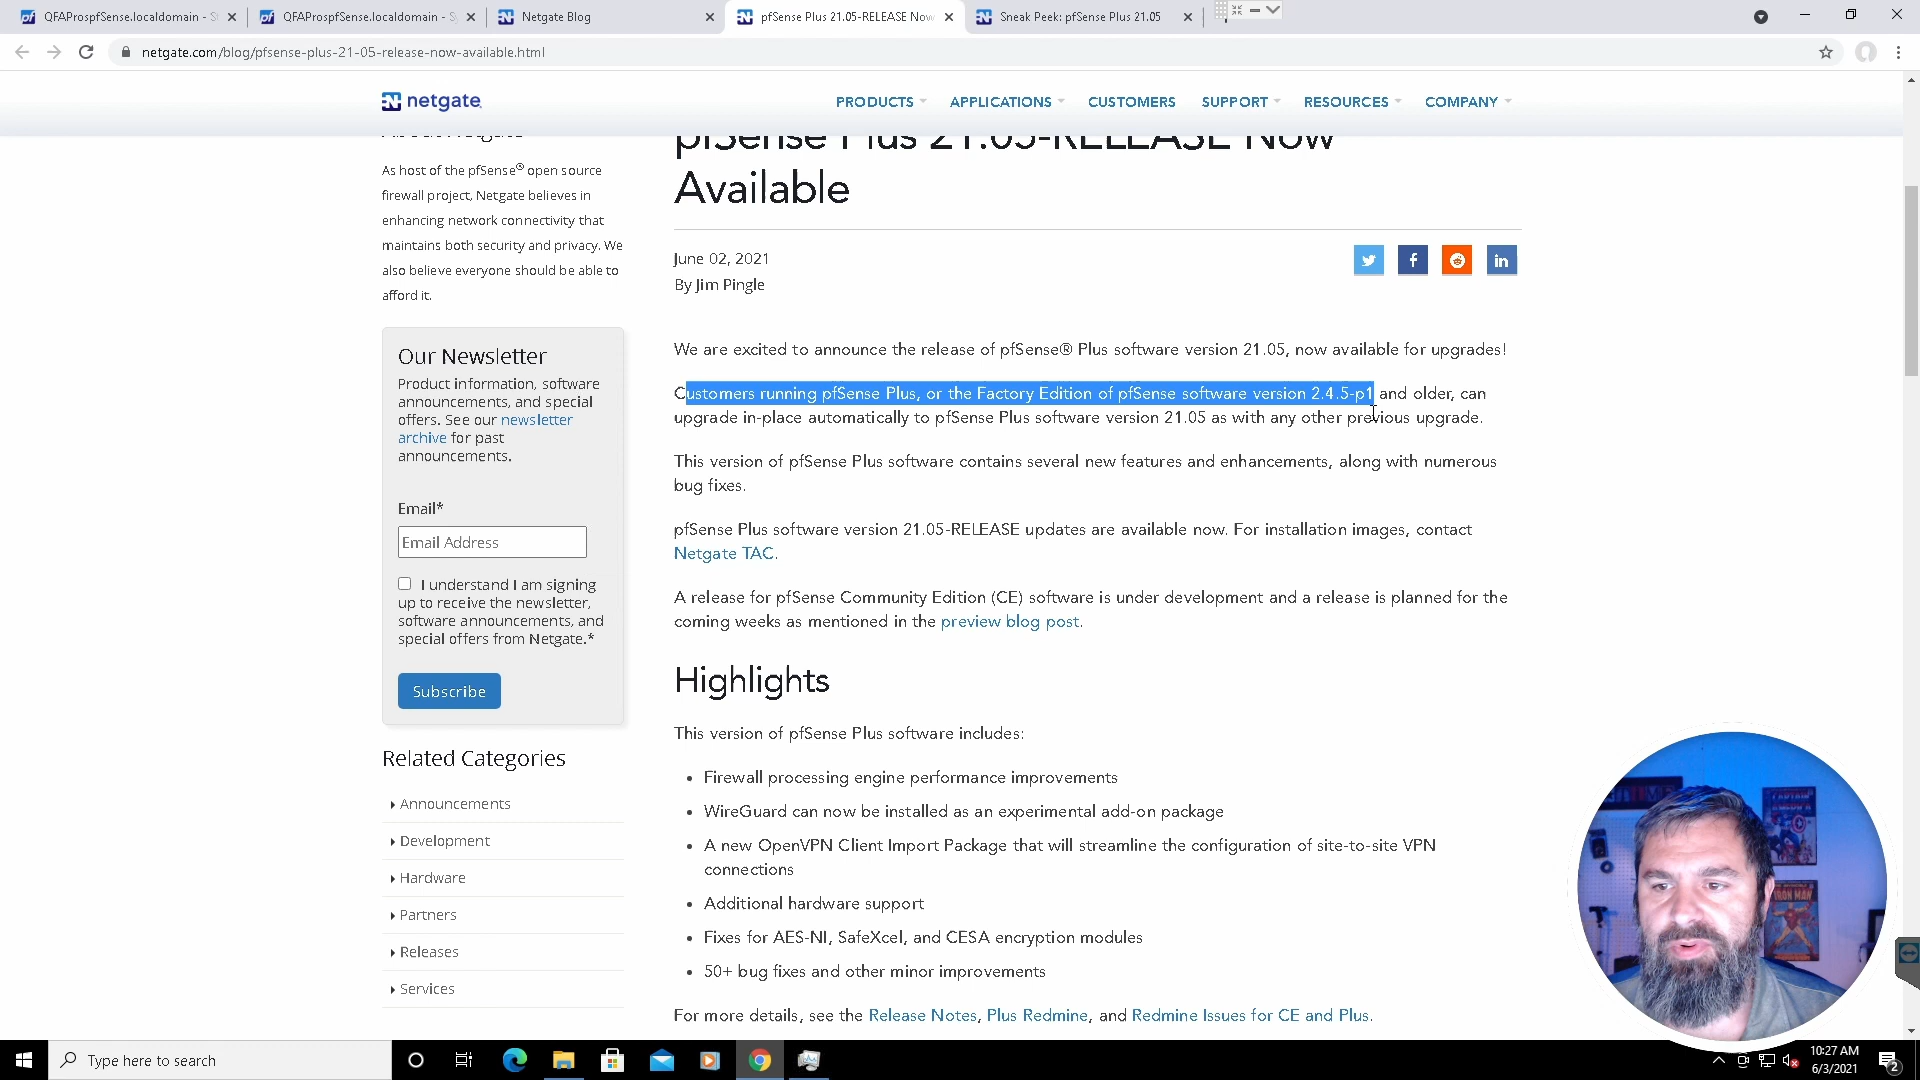 QFAProspfSense.localdomain - S
QFAProspfSense.localdomain - S
Netgate Blog
pfSense Plus 21.05-RELEASE Now
Sneak Peek: pfSense Plus 21.05
netgate.com/blog/pfsense-plus-21-05-release-now-available.html
netgate
PRODUCTS
APPLICATIONS
CUSTOMERS
SUPPORT
RESOURCES
COMPANY
As host of the pfSense® open source
firewall project, Netgate believes in
enhancing network connectivity that
maintains both security and privacy. We
also believe everyone should be able to
afford it.
Our Newsletter
Product information, software
announcements, and special
offers. See our newsletter
archive for past
announcements.
Email*
Email Address
I understand I am signing
up to receive the newsletter,
software announcements, and
special offers from Netgate.*
Subscribe
Related Categories
Announcements
Development
Hardware
Partners
Releases
Services
pfSense Plus 21.05-RELEASE Now
Available
June 02, 2021
By Jim Pingle
We are excited to announce the release of pfSense® Plus software version 21.05, now available for upgrades!
Customers running pfSense Plus, or the Factory Edition of pfSense software version 2.4.5-p1 and older, can
upgrade in-place automatically to pfSense Plus software version 21.05 as with any other previous upgrade.
This version of pfSense Plus software contains several new features and enhancements, along with numerous
bug fixes.
pfSense Plus software version 21.05-RELEASE updates are available now. For installation images, contact
Netgate TAC.
A release for pfSense Community Edition (CE) software is under development and a release is planned for the
coming weeks as mentioned in the preview blog post.
Highlights
This version of pfSense Plus software includes:
• Firewall processing engine performance improvements
• WireGuard can now be installed as an experimental add-on package
• A new OpenVPN Client Import Package that will streamline the configuration of site-to-site VPN
connections
• Additional hardware support
• Fixes for AES-NI, SafeXcel, and CESA encryption modules
• 50+ bug fixes and other minor improvements
For more details, see the Release Notes, Plus Redmine, and Redmine Issues for CE and Plus.
IRON MAN
Type here to search
10:27 AM
6/3/2021
2